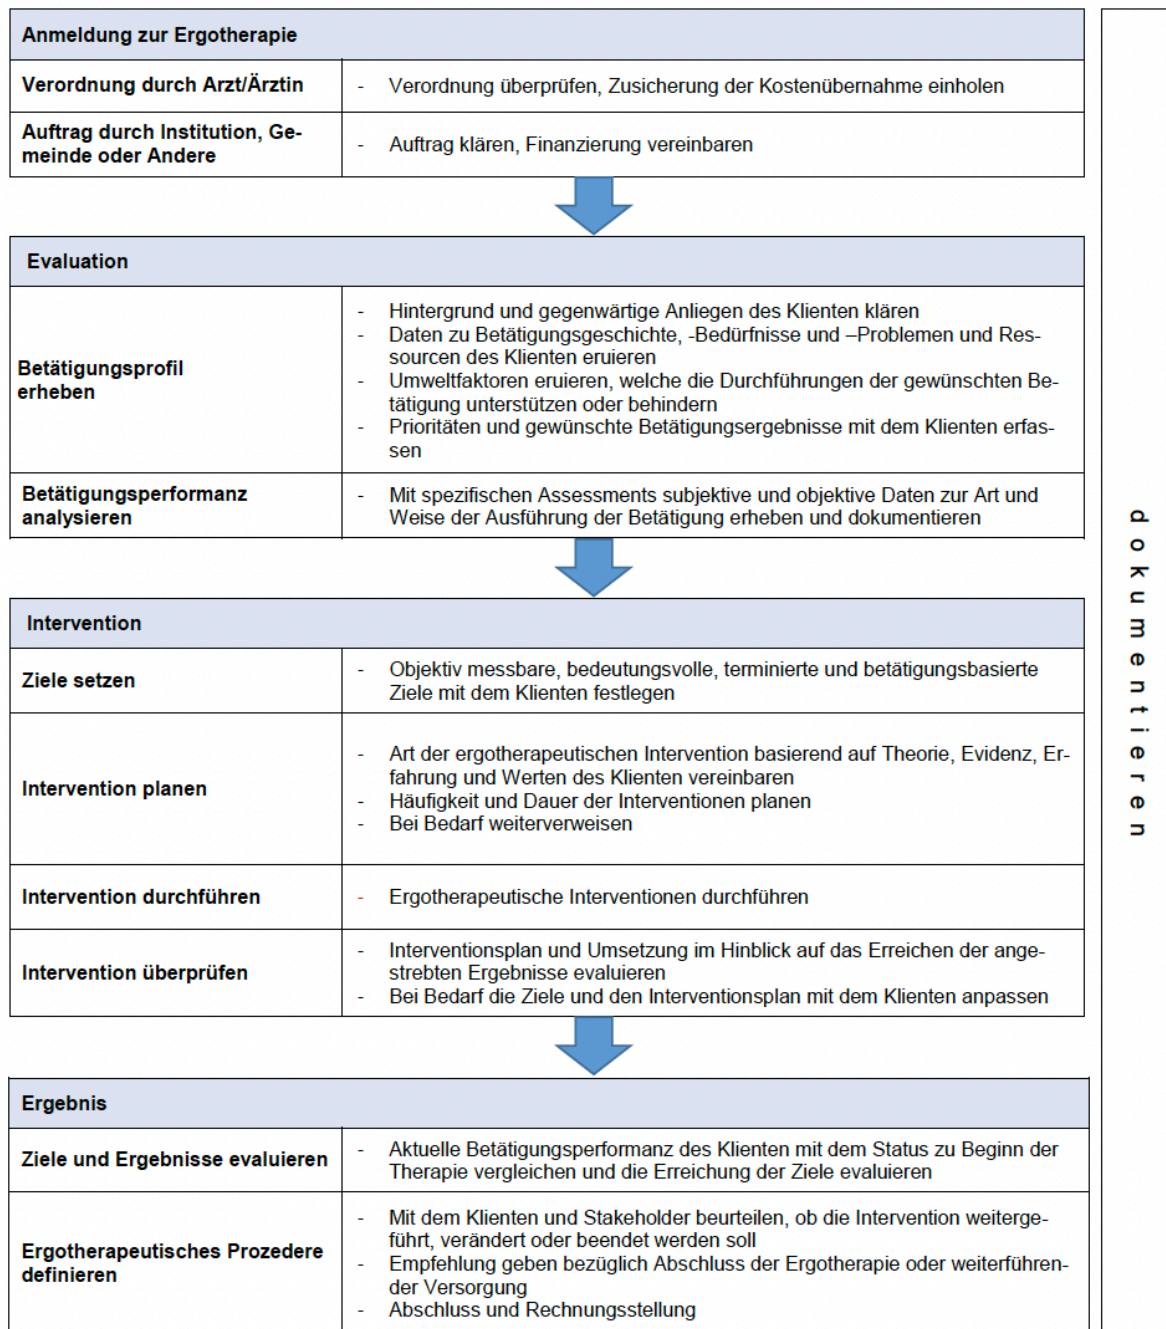 Anmeldung zur Ergotherapie
Verordnung durch Arzt/Ärztin
- Verordnung überprüfen, Zusicherung der Kostenübernahme einholen
Auftrag durch Institution, Ge-
meinde oder Andere
- Auftrag klären, Finanzierung vereinbaren
Evaluation
Betätigungsprofil
erheben
- Hintergrund und gegenwärtige Anliegen des Klienten klären
- Daten zu Betätigungsgeschichte, -Bedürfnisse und –Problemen und Res-
sourcen des Klienten eruieren
- Umweltfaktoren eruieren, welche die Durchführungen der gewünschten Be-
tätigung unterstützen oder behindern
- Prioritäten und gewünschte Betätigungsergebnisse mit dem Klienten erfas-
sen
Betätigungsperformanz
analysieren
- Mit spezifischen Assessments subjektive und objektive Daten zur Art und
Weise der Ausführung der Betätigung erheben und dokumentieren
Intervention
Ziele setzen
- Objektiv messbare, bedeutungsvolle, terminierte und betätigungsbasierte
Ziele mit dem Klienten festlegen
Intervention planen
- Art der ergotherapeutischen Intervention basierend auf Theorie, Evidenz, Er-
fahrung und Werten des Klienten vereinbaren
- Häufigkeit und Dauer der Interventionen planen
- Bei Bedarf weiterverweisen
Intervention durchführen
- Ergotherapeutische Interventionen durchführen
Intervention überprüfen
- Interventionsplan und Umsetzung im Hinblick auf das Erreichen der ange-
strebten Ergebnisse evaluieren
- Bei Bedarf die Ziele und den Interventionsplan mit dem Klienten anpassen
Ergebnis
Ziele und Ergebnisse evaluieren
- Aktuelle Betätigungsperformanz des Klienten mit dem Status zu Beginn der
Therapie vergleichen und die Erreichung der Ziele evaluieren
Ergotherapeutisches Prozedere
definieren
- Mit dem Klienten und Stakeholder beurteilen, ob die Intervention weiterge-
führt, verändert oder beendet werden soll
- Empfehlung geben bezüglich Abschluss der Ergotherapie oder weiterführen-
der Versorgung
- Abschluss und Rechnungsstellung
dokumentieren